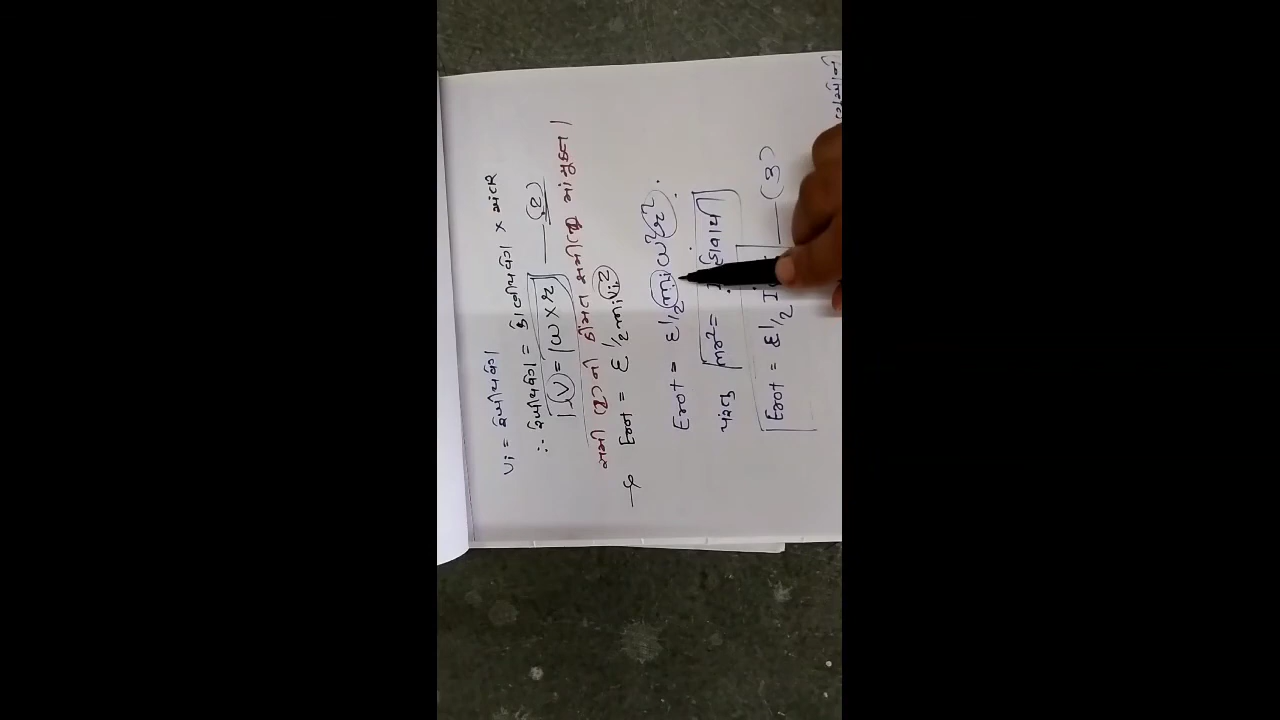 Vi = રેખીયવેગ
∴ રેખીયવેગ = કોણીયવેગ × અંતર
(V) = ω × r —— (2)
સમી (2) ની કીંમત સમી (1) માં મુકતા
→ Erot = Σ 1/2 mi Vi²
Erot = Σ 1/2 mi ω² r².
પરંતુ mr² = I હોવાથી
Erot = Σ 1/2 I —— (3)